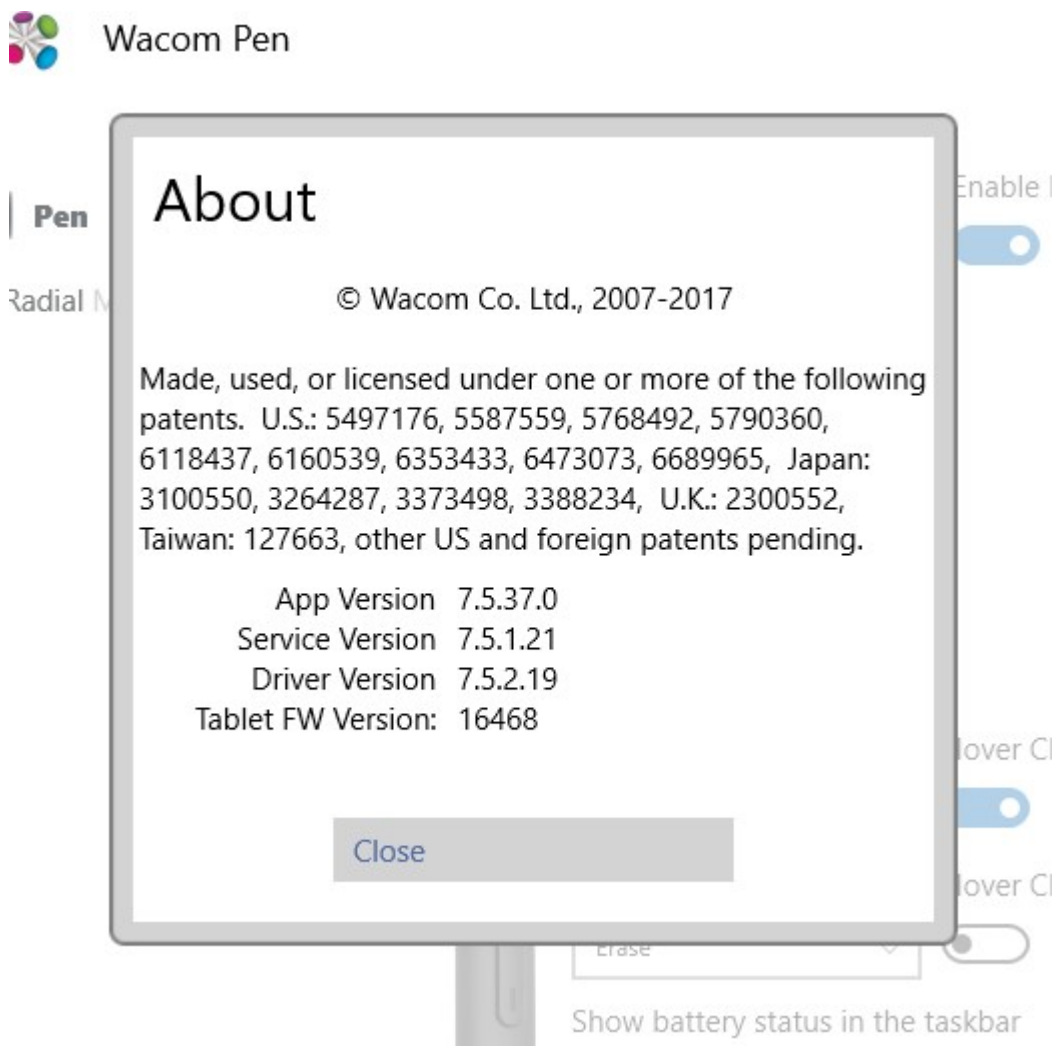 Wacom Pen
About
Enable
Pen
Radial
© Wacom Co. Ltd., 2007-2017
Made, used, or licensed under one or more of the following
patents.  U.S.: 5497176, 5587559, 5768492, 5790360,
6118437, 6160539, 6353433, 6473073, 6689965,  Japan:
3100550, 3264287, 3373498, 3388234,  U.K.: 2300552,
Taiwan: 127663, other US and foreign patents pending.
App Version 7.5.37.0
Service Version 7.5.1.21
Driver Version 7.5.2.19
Tablet FW Version: 16468
Close
Erase
Show battery status in the taskbar